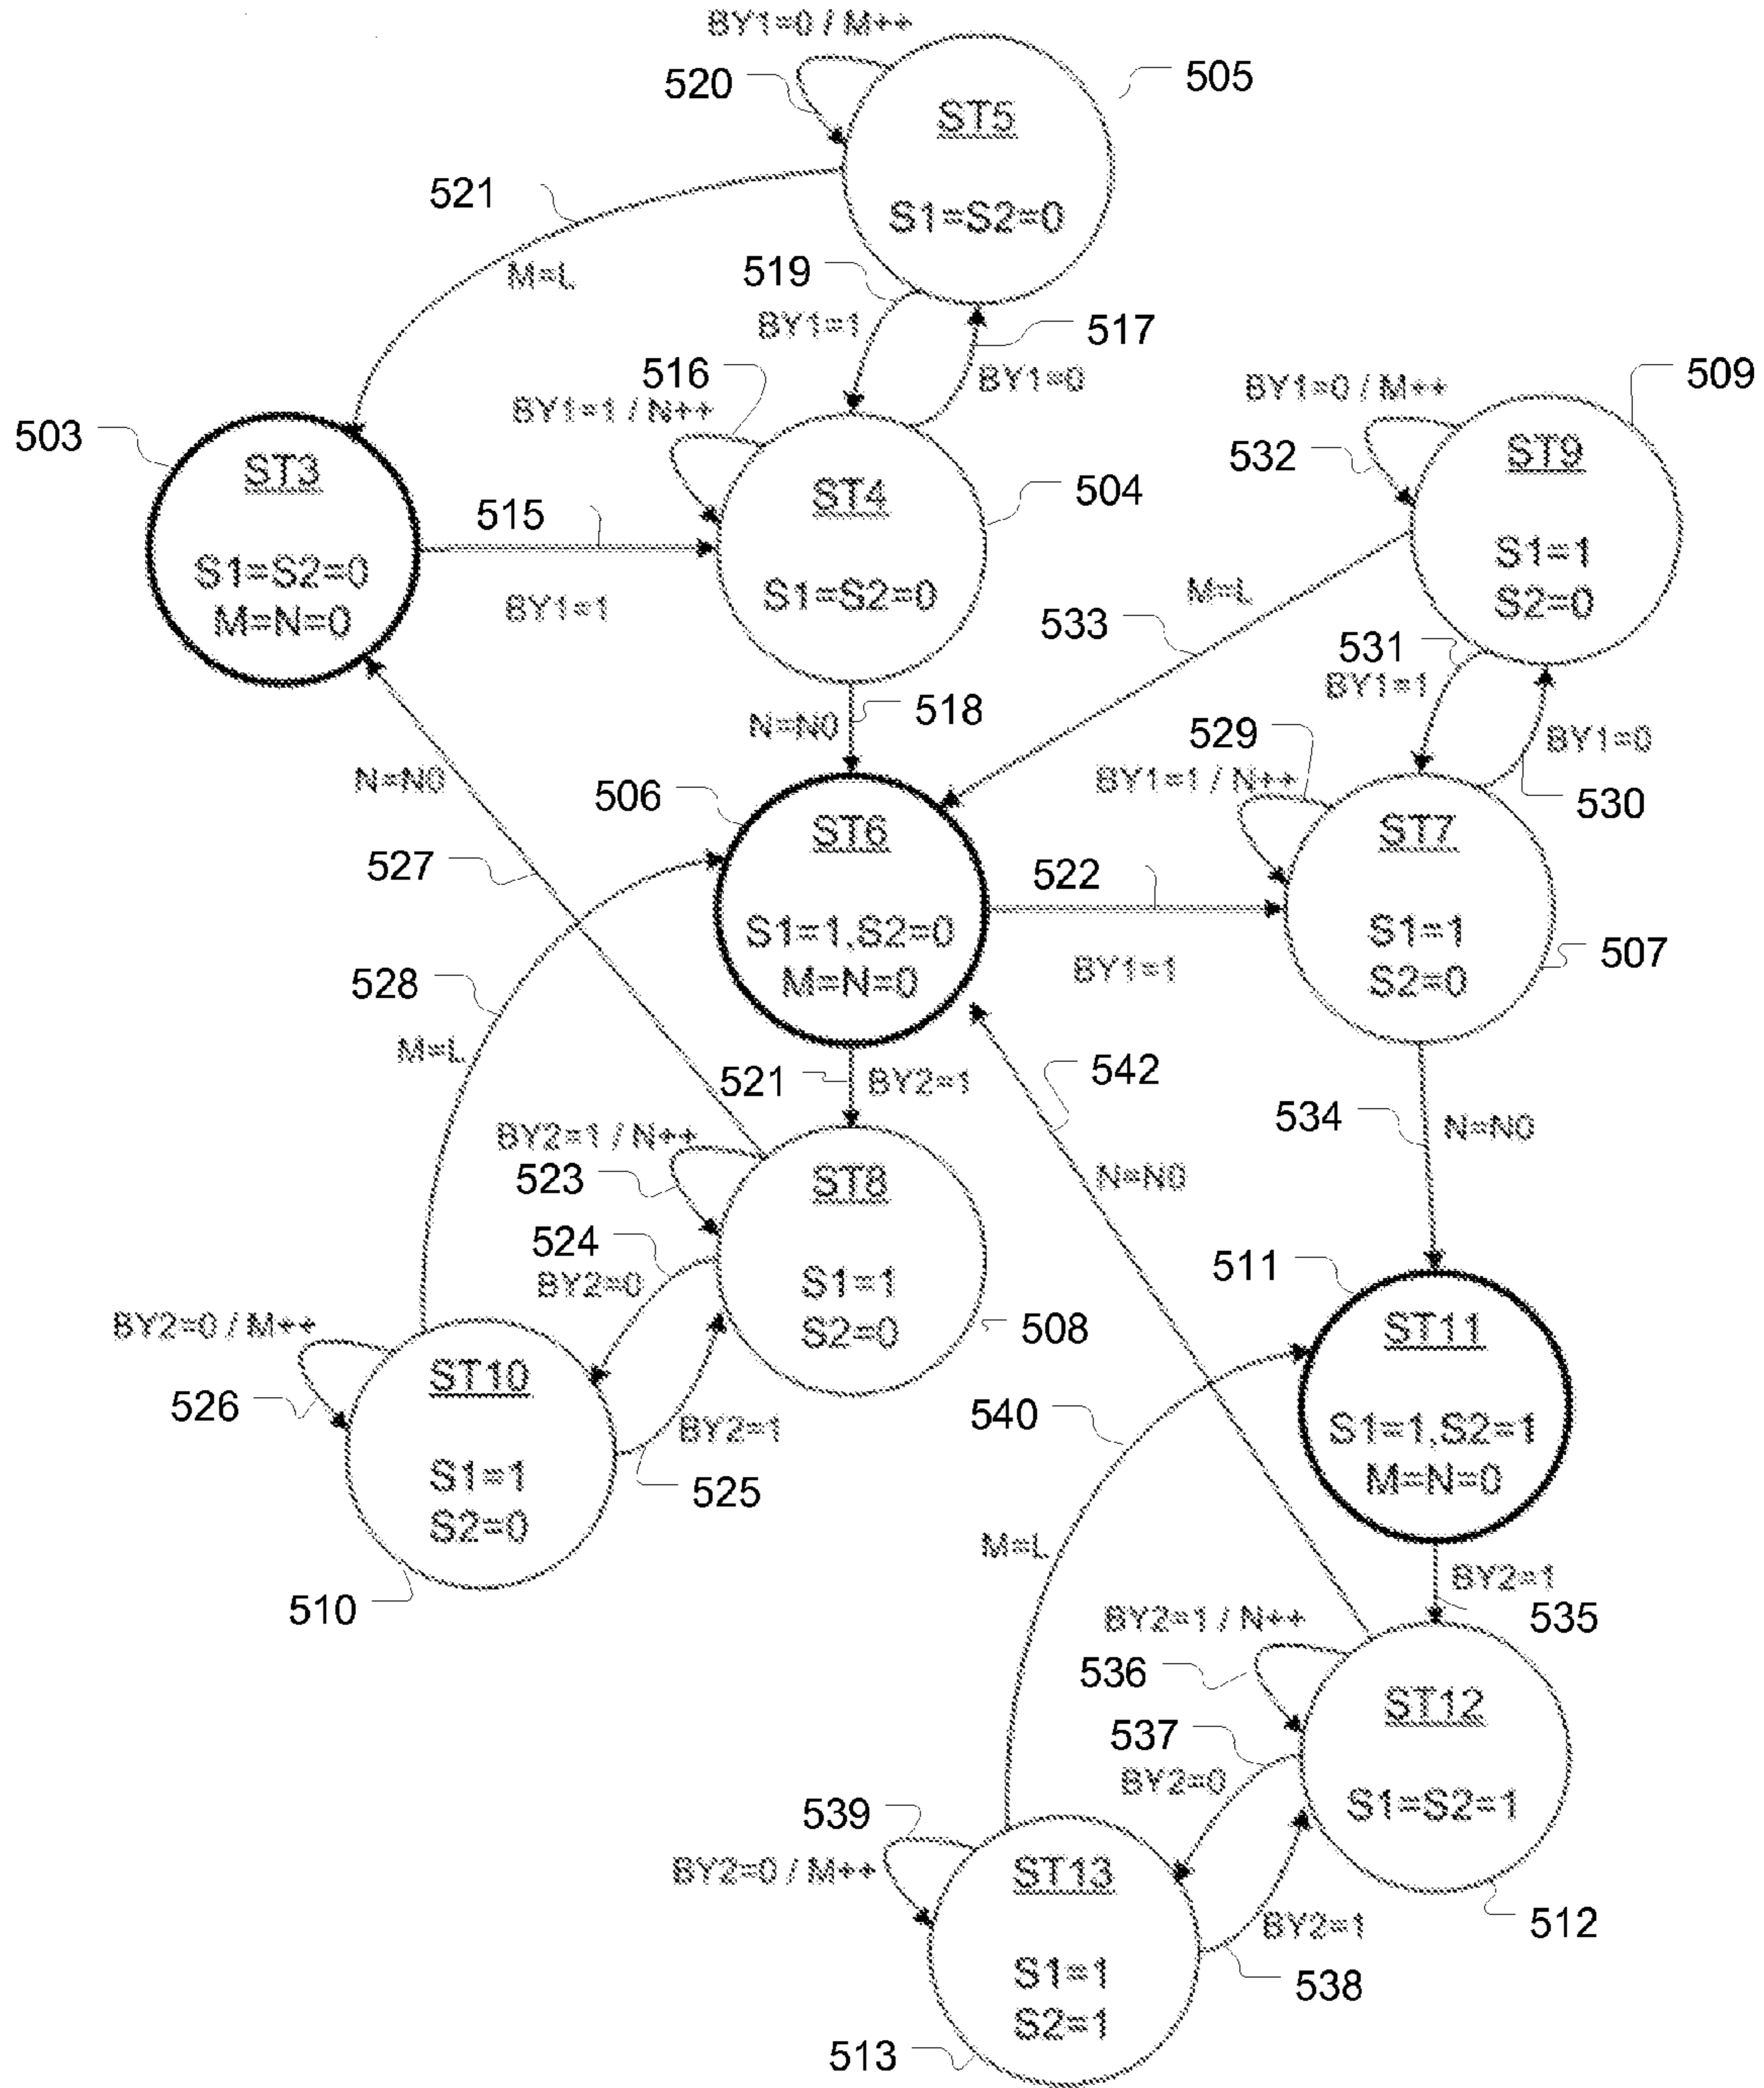 BY1=0 / M++
520
505
ST5
S1=S2=0
521
M=L
519
BY1=1
517
BY1=0
516
BY1=1 / N++
503
ST3
S1=S2=0
M=N=0
515
BY1=1
ST4
S1=S2=0
504
N=N0
518
BY1=0 / M++
532
509
ST9
S1=1
S2=0
M=L
533
531
BY1=1
BY1=0
530
529
BY1=1 / N++
ST7
S1=1
S2=0
507
506
ST6
S1=1,S2=0
M=N=0
522
BY1=1
N=N0
527
528
M=L
521
BY2=1
542
N=N0
534
N=N0
BY2=1 / N++
523
524
BY2=0
ST8
S1=1
S2=0
508
BY2=0 / M++
526
ST10
S1=1
S2=0
510
BY2=1
525
511
ST11
S1=1,S2=1
M=N=0
540
M=L
BY2=1
535
BY2=1 / N++
536
537
BY2=0
ST12
S1=S2=1
512
539
BY2=0 / M++
ST13
S1=1
S2=1
513
BY2=1
538